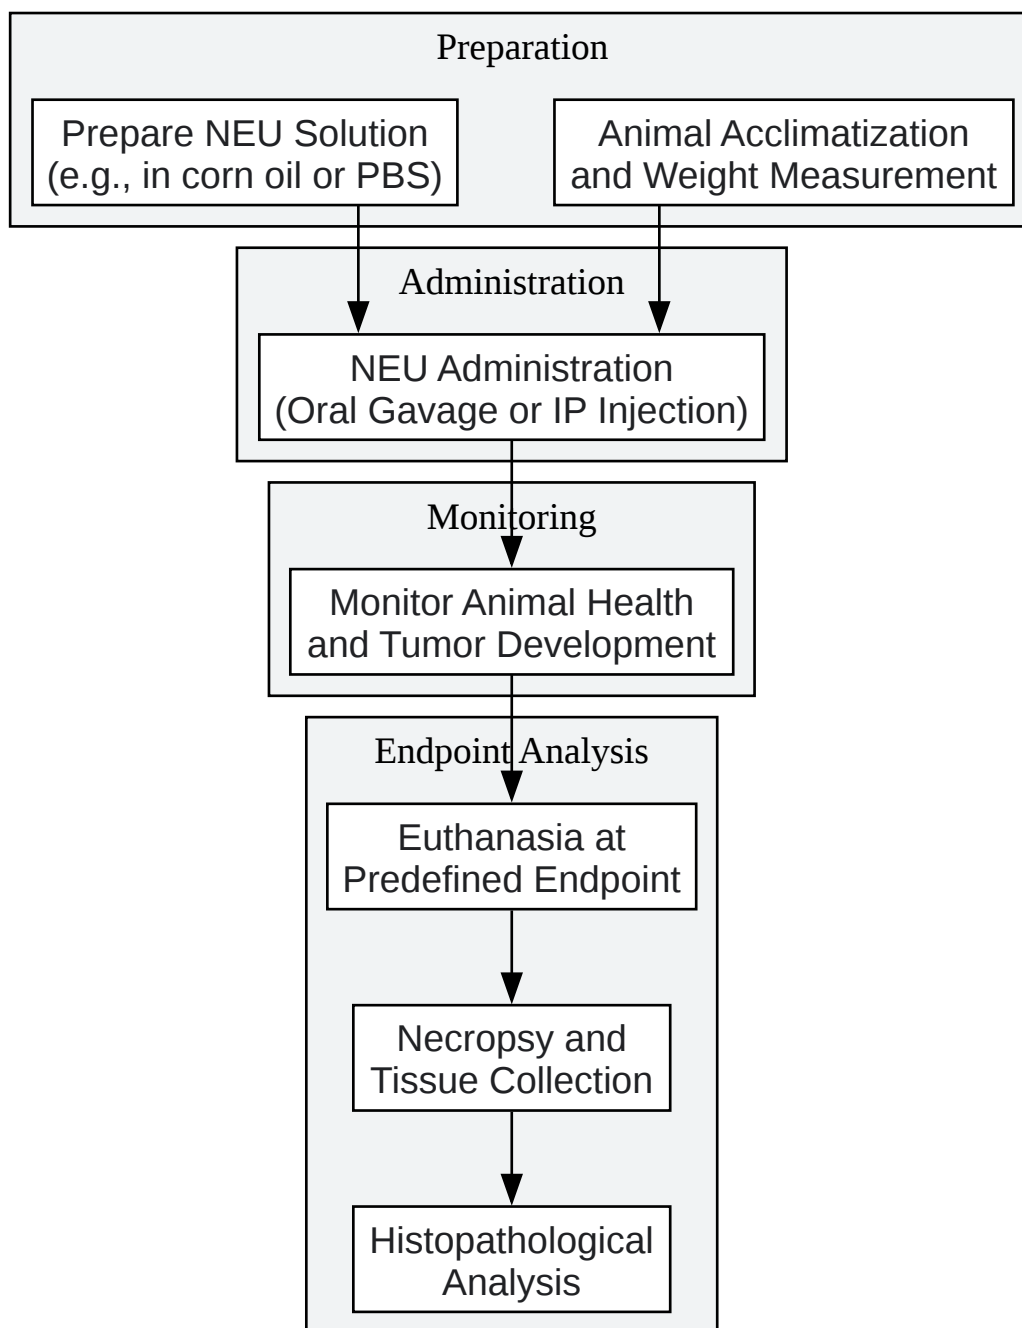 Preparation
Prepare NEU Solution
(e.g., in corn oil or PBS)
Animal Acclimatization
and Weight Measurement
Administration
NEU Administration
(Oral Gavage or IP Injection)
Monitoring
Monitor Animal Health
and Tumor Development
Endpoint Analysis
Euthanasia at
Predefined Endpoint
Necropsy and
Tissue Collection
Histopathological
Analysis